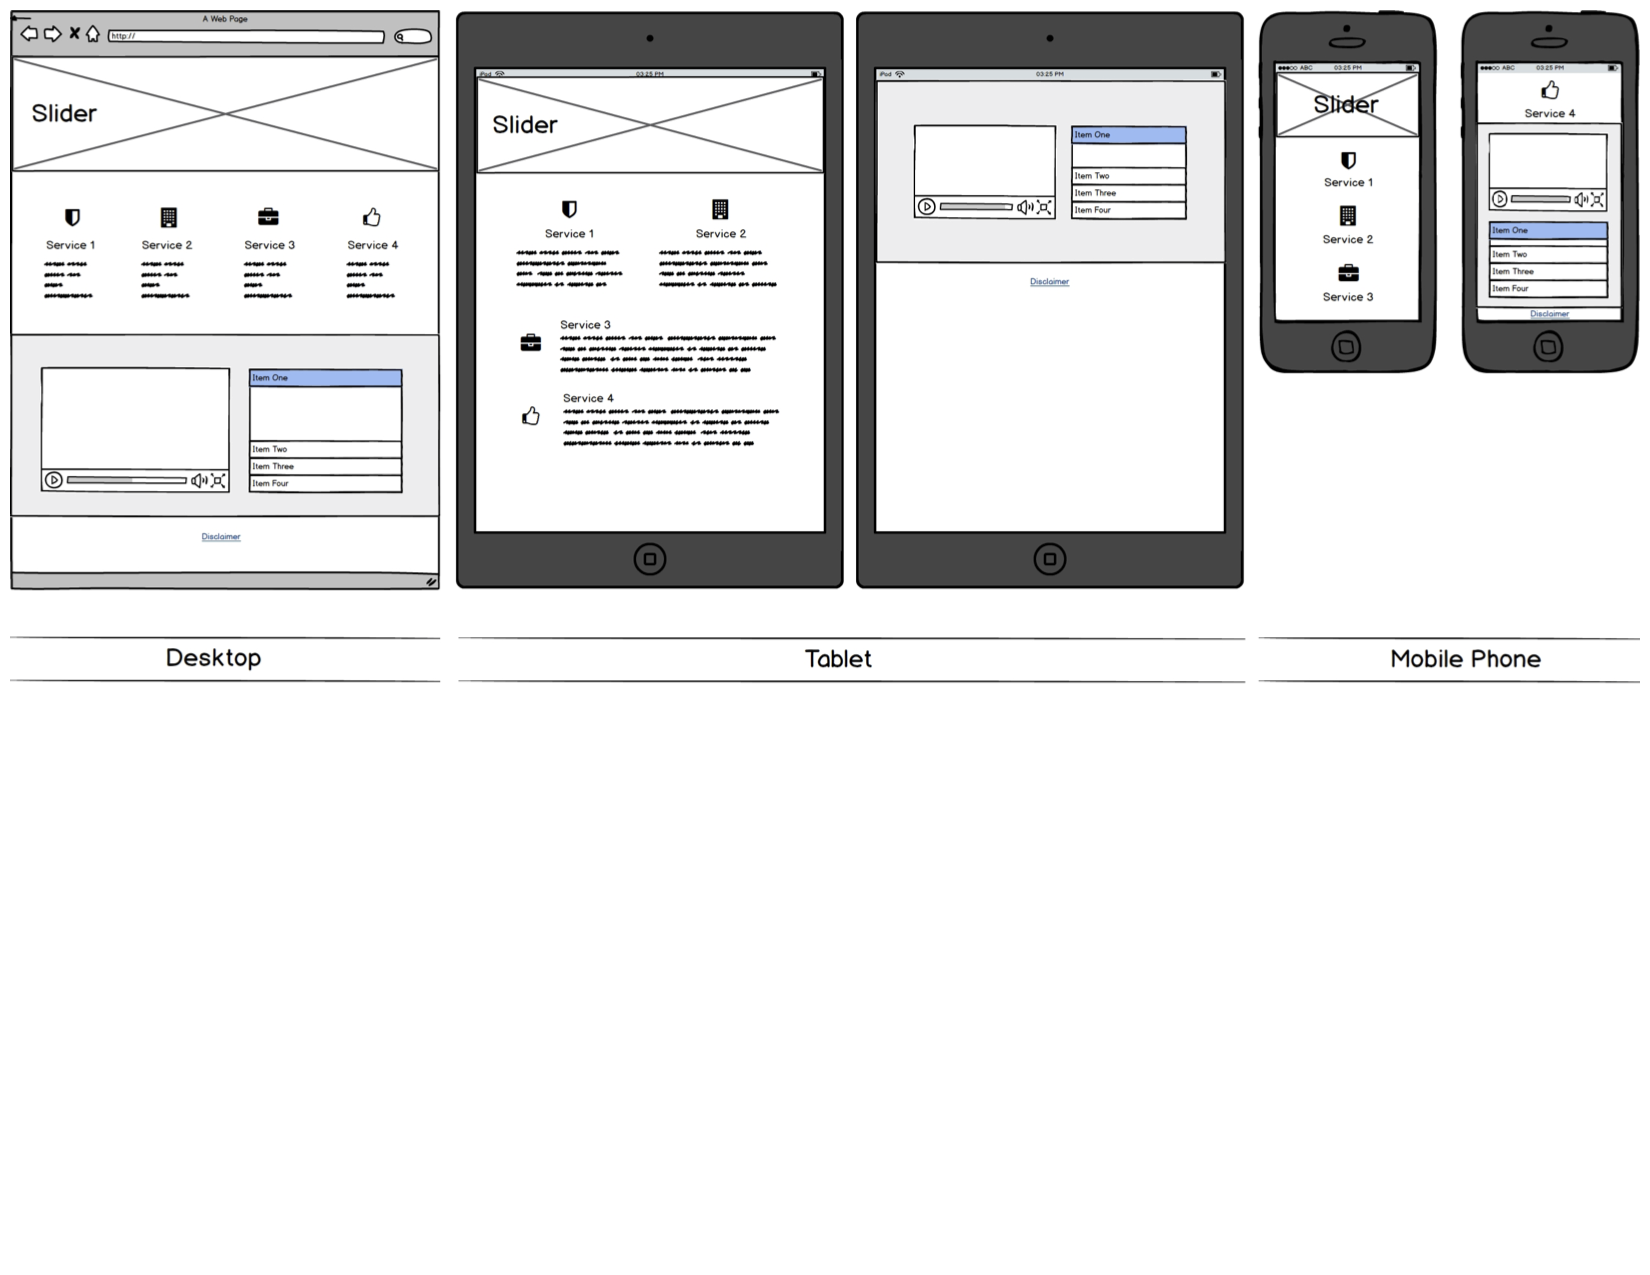 A Web Page
http://
Slider
Service 1
Service 2
Service 3
Service 4
Item One
Item Two
Item Three
Item Four
Disclaimer
iPod
03:25 PM
Slider
Service 1
Service 2
Service 3
Service 4
iPod
03:25 PM
Item One
Item Two
Item Three
Item Four
Disclaimer
ABC
03:25 PM
Slider
Service 1
Service 2
Service 3
ABC
03:25 PM
Service 4
Item One
Item Two
Item Three
Item Four
Disclaimer
Desktop
Tablet
Mobile Phone